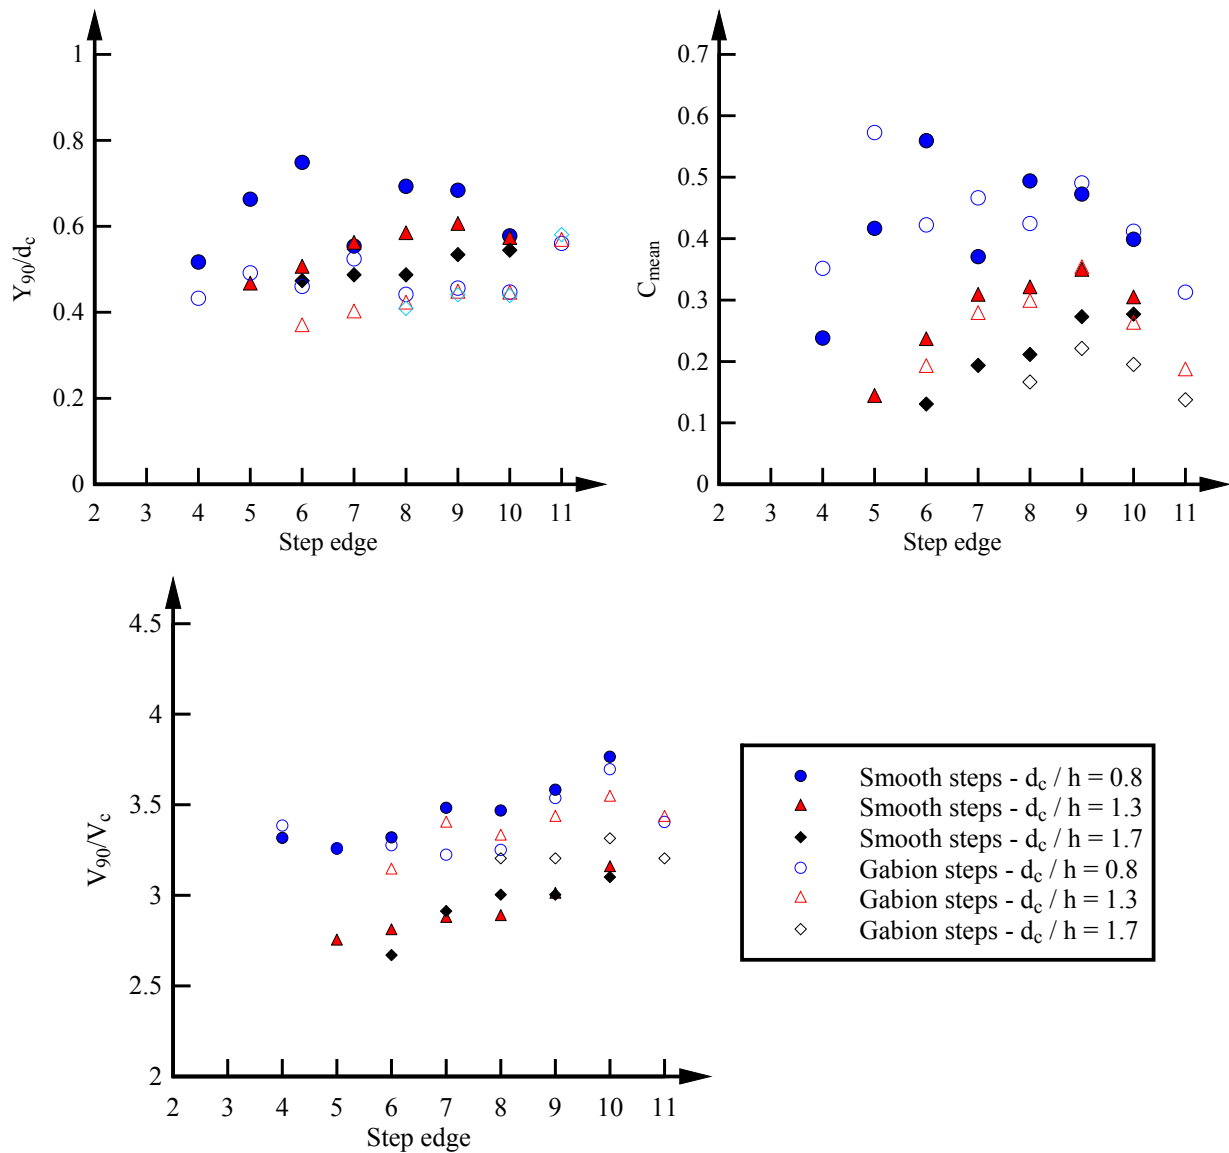 1
0.8
0.6
0.4
0.2
0
Y90/dc
2 3 4 5 6 7 8 9 10 11
Step edge
0.7
0.6
0.5
0.4
0.3
0.2
0.1
0
Cmean
2 3 4 5 6 7 8 9 10 11
Step edge
4.5
4
3.5
3
2.5
2
V90/Vc
2 3 4 5 6 7 8 9 10 11
Step edge
Smooth steps - dc / h = 0.8
Smooth steps - dc / h = 1.3
Smooth steps - dc / h = 1.7
Gabion steps - dc / h = 0.8
Gabion steps - dc / h = 1.3
Gabion steps - dc / h = 1.7